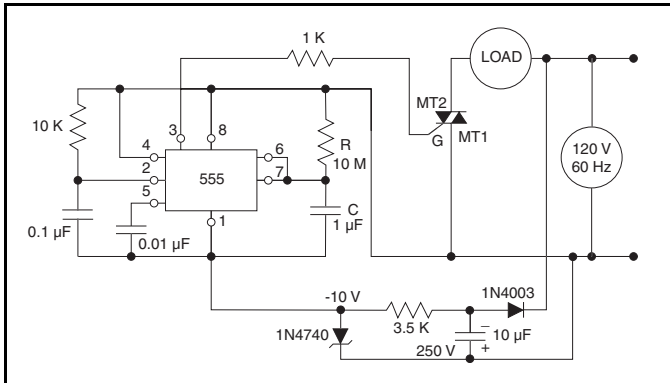 1 K
LOAD
MT2
MT1
G
10 K
3
8
R
10 M
120 V
60 Hz
4
6
2
555
7
5
1
C
1 µF
0.1 µF
0.01 µF
-10 V
1N4003
3.5 K
1N4740
10 µF
−
+
250 V